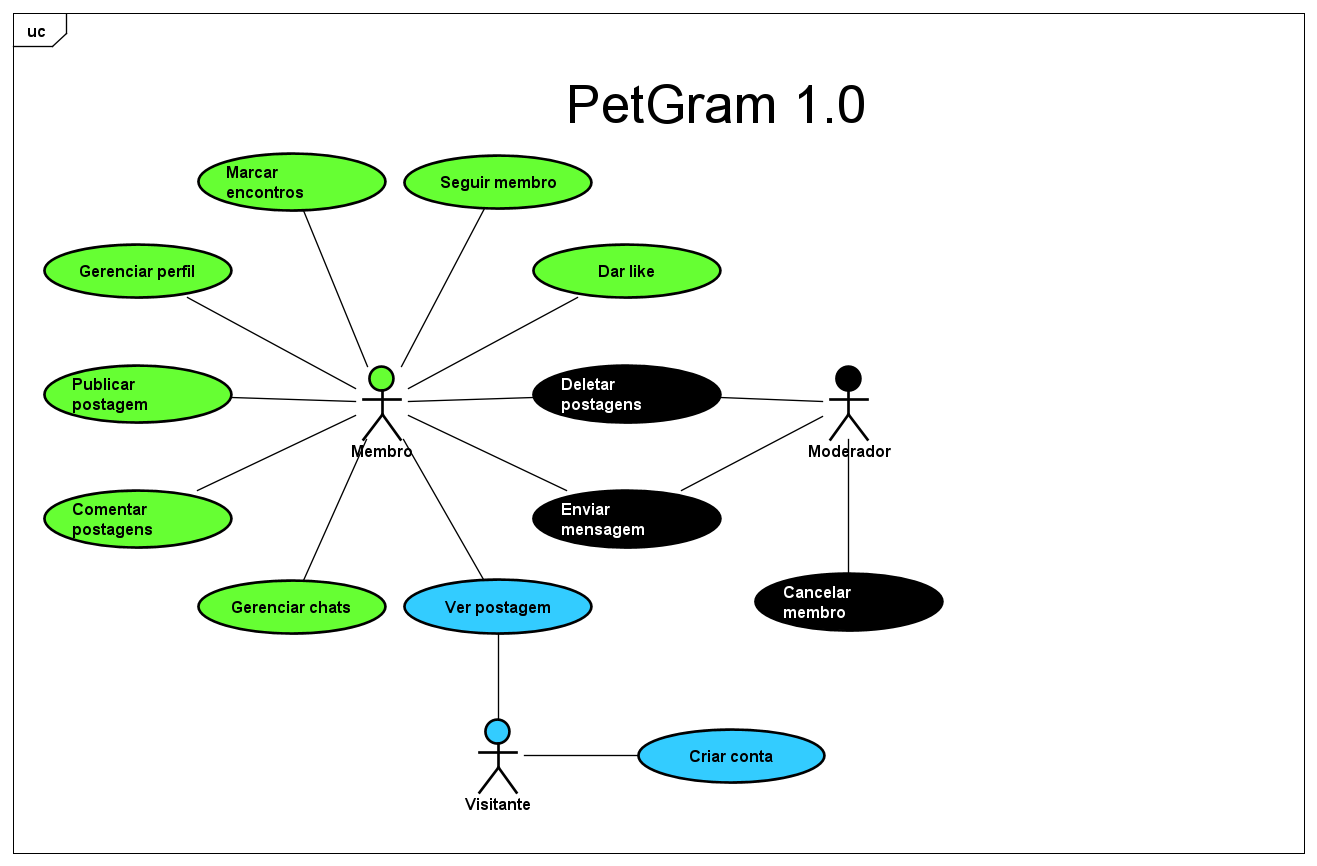 uc
PetGram 1.0
Marcar
encontros
Seguir membro
Gerenciar perfil
Dar like
Publicar
postagem
Deletar
postagens
Membro
Moderador
Comentar
postagens
Enviar
mensagem
Gerenciar chats
Ver postagem
Cancelar
membro
Criar conta
Visitante